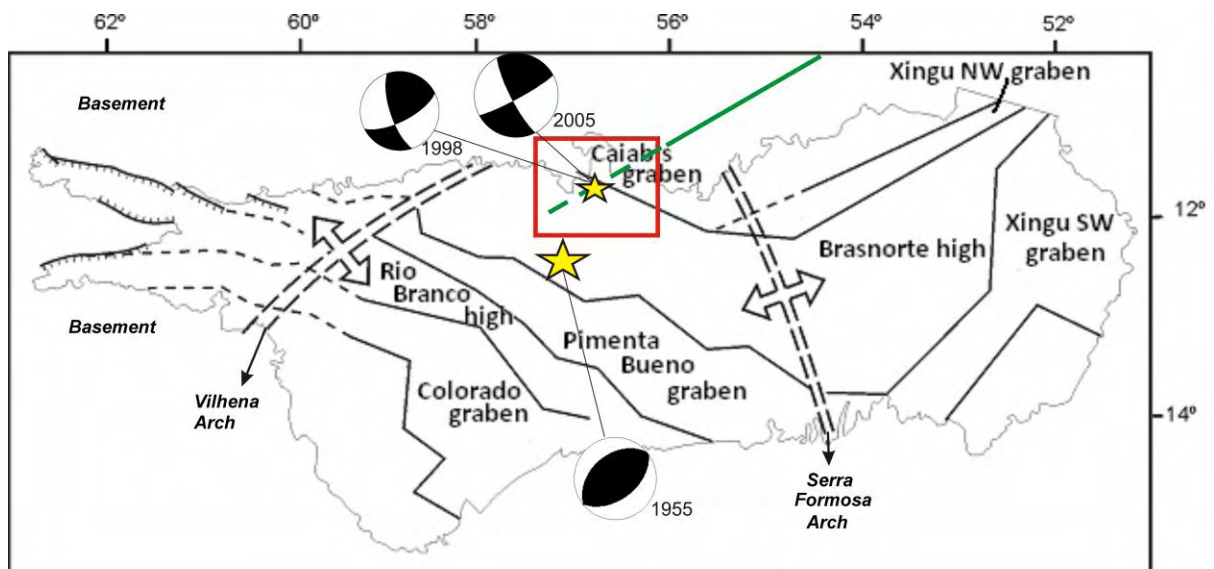 62º 60º 58º 56º 54º 52º
Basement
Xingu NW graben
1998
2005
Caiabis
graben
12º
Xingu SW
graben
Brasnorte high
Rio
Branco
high
Basement
Pimenta
Bueno
graben
Colorado
graben
Vilhena
Arch
14º
Serra
Formosa
Arch
1955